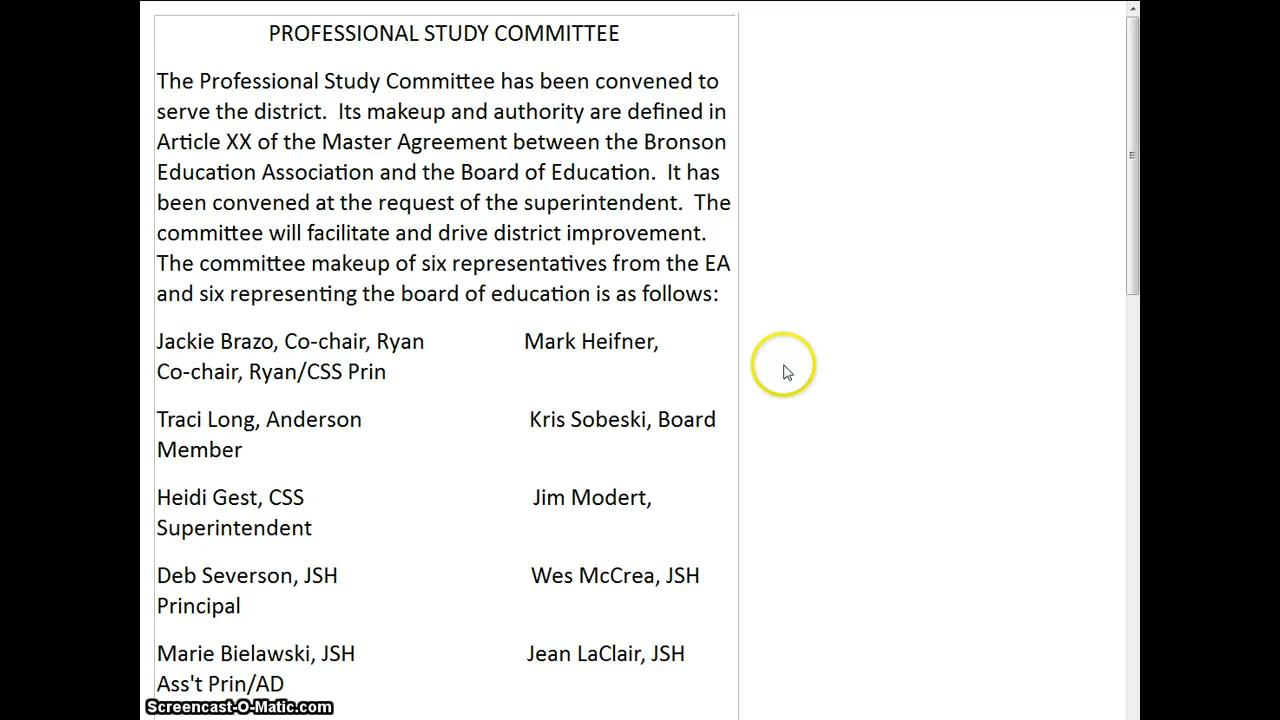 PROFESSIONAL STUDY COMMITTEE
The Professional Study Committee has been convened to
serve the district.  Its makeup and authority are defined in
Article XX of the Master Agreement between the Bronson
Education Association and the Board of Education.  It has
been convened at the request of the superintendent.  The
committee will facilitate and drive district improvement.
The committee makeup of six representatives from the EA
and six representing the board of education is as follows:
Jackie Brazo, Co-chair, Ryan Mark Heifner,
Co-chair, Ryan/CSS Prin
Traci Long, Anderson Kris Sobeski, Board
Member
Heidi Gest, CSS Jim Modert,
Superintendent
Deb Severson, JSH Wes McCrea, JSH
Principal
Marie Bielawski, JSH Jean LaClair, JSH
Ass't Prin/AD
Screencast-O-Matic.com